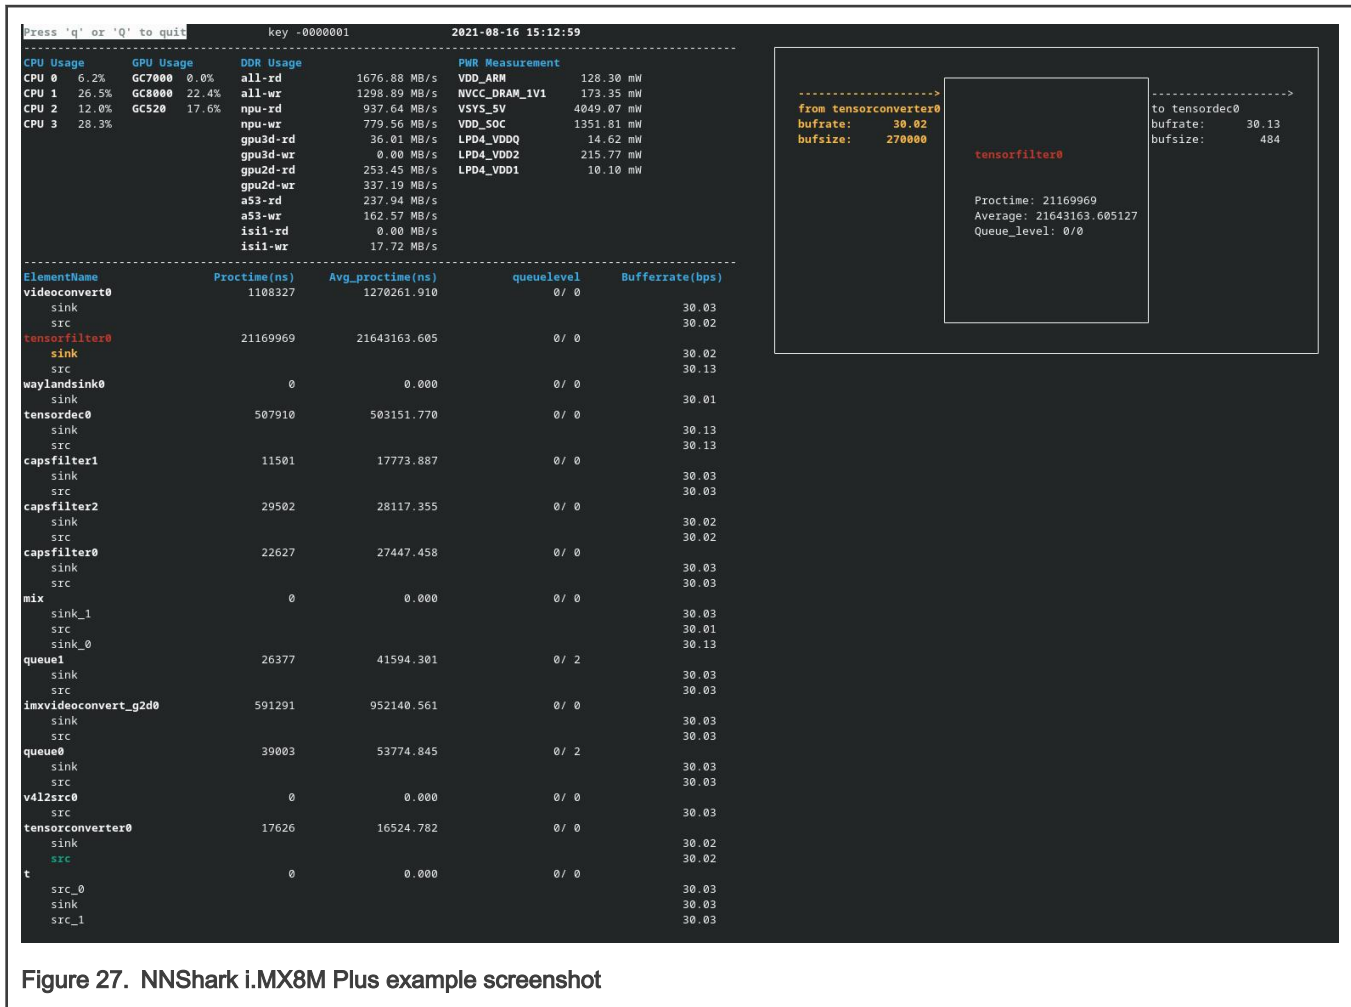 Press 'q' or 'Q' to quit key -0000001 2021-08-16 15:12:59
CPU Usage GPU Usage DDR Usage PWR Measurement
CPU 0 6.2% GC7000 0.0% all-rd 1676.88 MB/s VDD_ARM 128.30 mW
CPU 1 26.5% GC8000 22.4% all-wr 1298.89 MB/s NVCC_DRAM_1V1 173.35 mW
CPU 2 12.0% GC520 17.6% npu-rd 937.64 MB/s VSYS_5V 4049.07 mW
CPU 3 28.3% npu-wr 779.56 MB/s VDD_SOC 1351.81 mW
gpu3d-rd 36.01 MB/s LPD4_VDDQ 14.62 mW
gpu3d-wr 0.00 MB/s LPD4_VDD2 215.77 mW
gpu2d-rd 253.45 MB/s LPD4_VDD1 10.10 mW
gpu2d-wr 337.19 MB/s
a53-rd 237.94 MB/s
a53-wr 162.57 MB/s
isi1-rd 0.00 MB/s
isi1-wr 17.72 MB/s
ElementName Proctime(ns) Avg_proctime(ns) queuelevel Bufferrate(bps)
videoconvert0 1108327 1270261.910 0/ 0
sink 30.03
src 30.02
tensorfilter0 21169969 21643163.605 0/ 0
sink 30.02
src 30.13
waylandsink0 0 0.000 0/ 0
sink 30.01
tensordec0 507910 503151.770 0/ 0
sink 30.13
src 30.13
capsfilter1 11501 17773.887 0/ 0
sink 30.03
src 30.03
capsfilter2 29502 28117.355 0/ 0
sink 30.02
src 30.02
capsfilter0 22627 27447.458 0/ 0
sink 30.03
src 30.03
mix 0 0.000 0/ 0
sink_1 30.03
src 30.01
sink_0 30.13
queue1 26377 41594.301 0/ 2
sink 30.03
src 30.03
imxvideoconvert_g2d0 591291 952140.561 0/ 0
sink 30.03
src 30.03
queue0 39003 53774.845 0/ 2
sink 30.03
src 30.03
v4l2src0 0 0.000 0/ 0
src 30.03
tensorconverter0 17626 16524.782 0/ 0
sink 30.02
src 30.02
t 0 0.000 0/ 0
src_0 30.03
sink 30.03
src_1 30.03
from tensorconverter0
bufrate: 30.02
bufsize: 270000
tensorfilter0
Proctime: 21169969
Average: 21643163.605127
Queue_level: 0/0
to tensordec0
bufrate: 30.13
bufsize: 484
Figure 27. NNShark i.MX8M Plus example screenshot